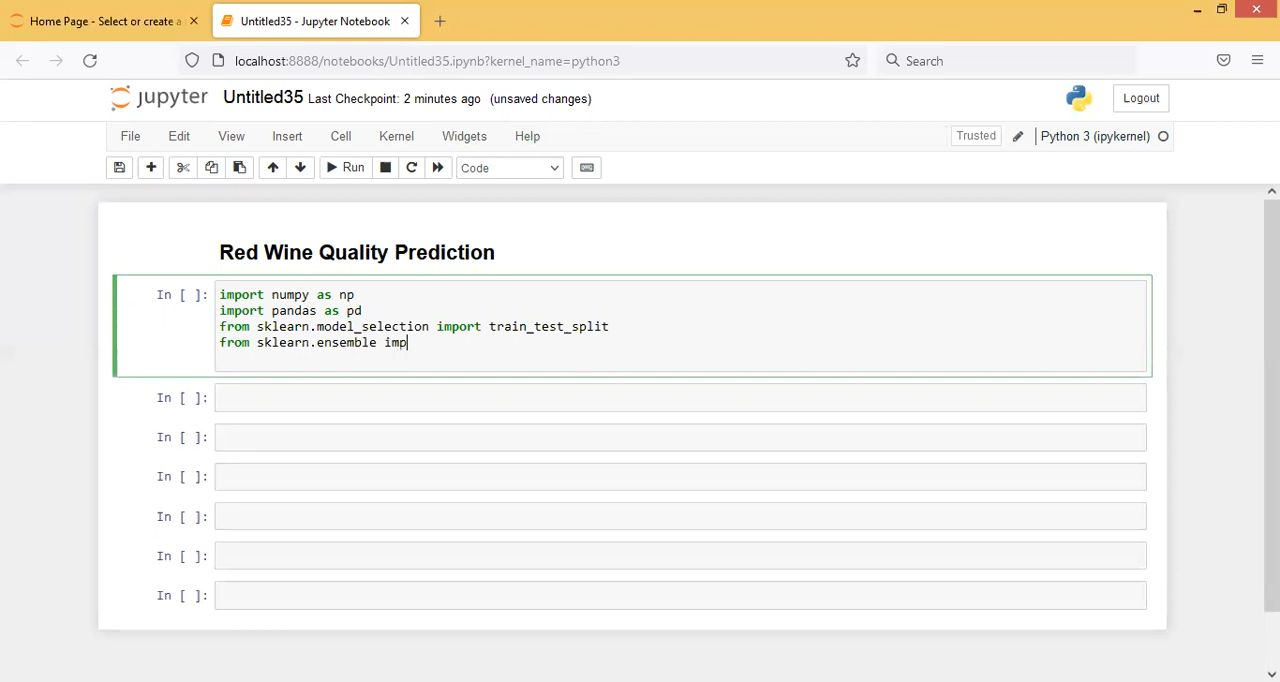 Home Page - Select or create a
Untitled35 - Jupyter Notebook
localhost:8888/notebooks/Untitled35.ipynb?kernel_name=python3
Search
jupyter Untitled35 Last Checkpoint: 2 minutes ago (unsaved changes)
Logout
File Edit View Insert Cell Kernel Widgets Help
Trusted Python 3 (ipykernel)
Run Code
Red Wine Quality Prediction
In [ ]: import numpy as np
import pandas as pd
from sklearn.model_selection import train_test_split
from sklearn.ensemble imp
In [ ]:
In [ ]:
In [ ]:
In [ ]:
In [ ]:
In [ ]: